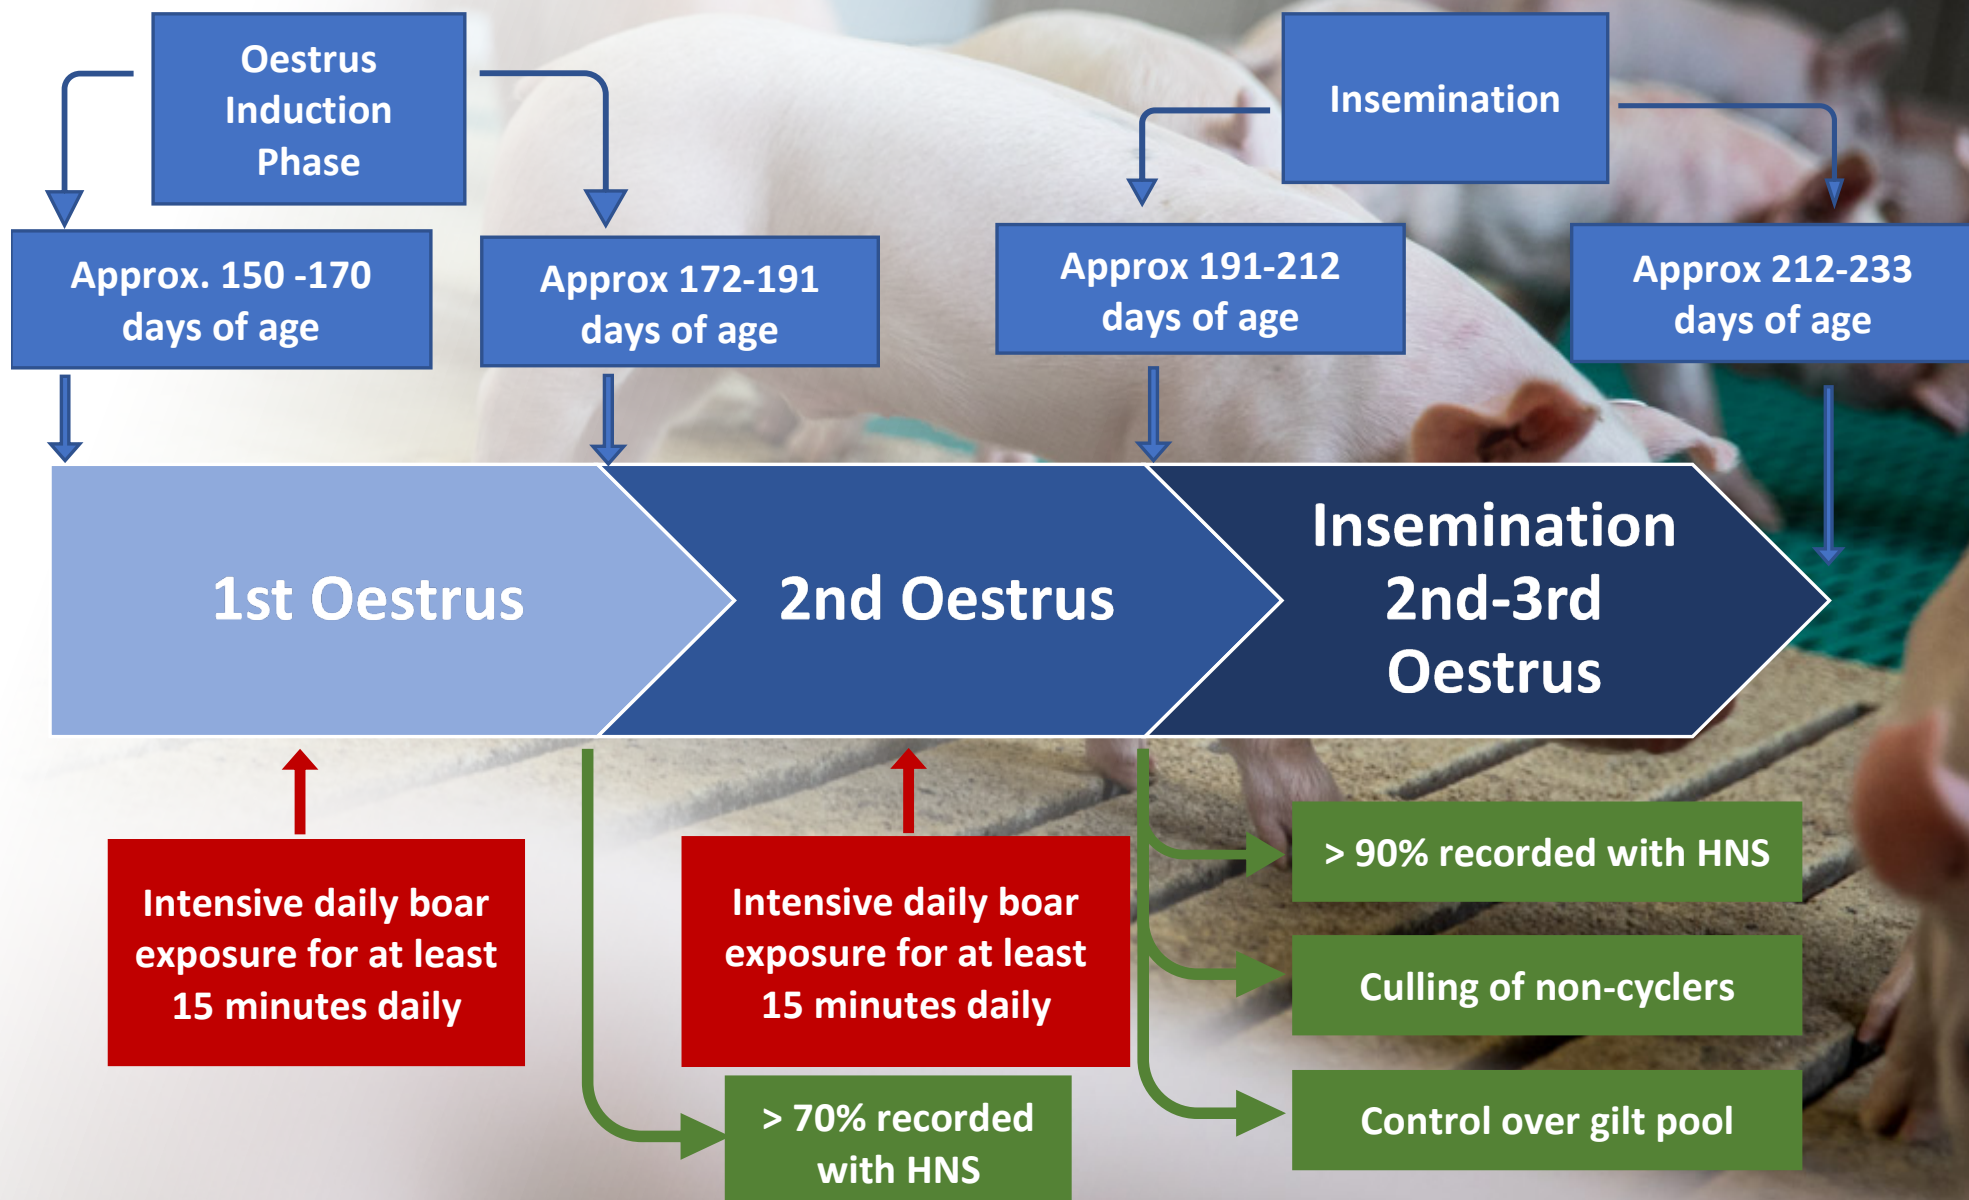 Oestrus
Induction
Phase
Insemination
Approx. 150 -170
days of age
Approx 172-191
days of age
Approx 191-212
days of age
Approx 212-233
days of age
1st Oestrus
2nd Oestrus
Insemination
2nd-3rd
Oestrus
Intensive daily boar
exposure for at least
15 minutes daily
Intensive daily boar
exposure for at least
15 minutes daily
> 70% recorded
with HNS
> 90% recorded with HNS
Culling of non-cyclers
Control over gilt pool